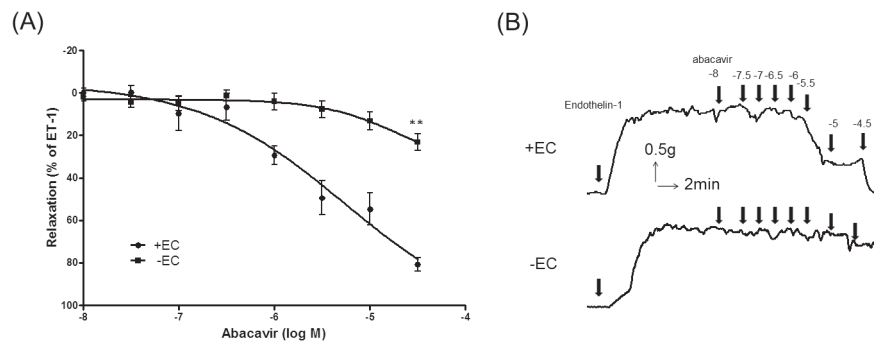 (A)
-20
0
20
40
60
80
100
Relaxation (% of ET-1)
**
+EC
-EC
-8
-7
-6
-5
-4
Abacavir (log M)
(B)
abacavir
-8
-7.5
-7
-6.5
-6
-5.5
Endothelin-1
-5
-4.5
+EC
0.5g
2min
-EC